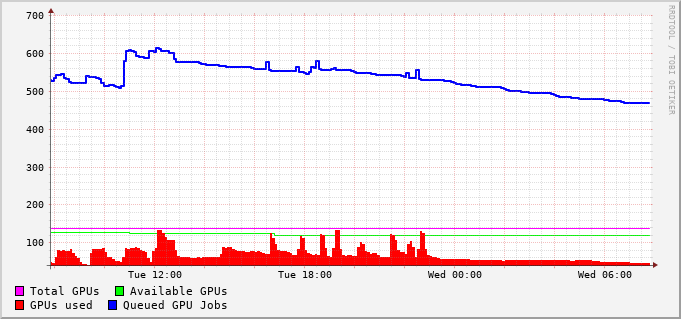 700
600
500
400
300
200
100
Tue 12:00 Tue 18:00 Wed 00:00 Wed 06:00
Total GPUs Available GPUs
GPUs used Queued GPU Jobs
RRDTOOL / TOBI OETIKER